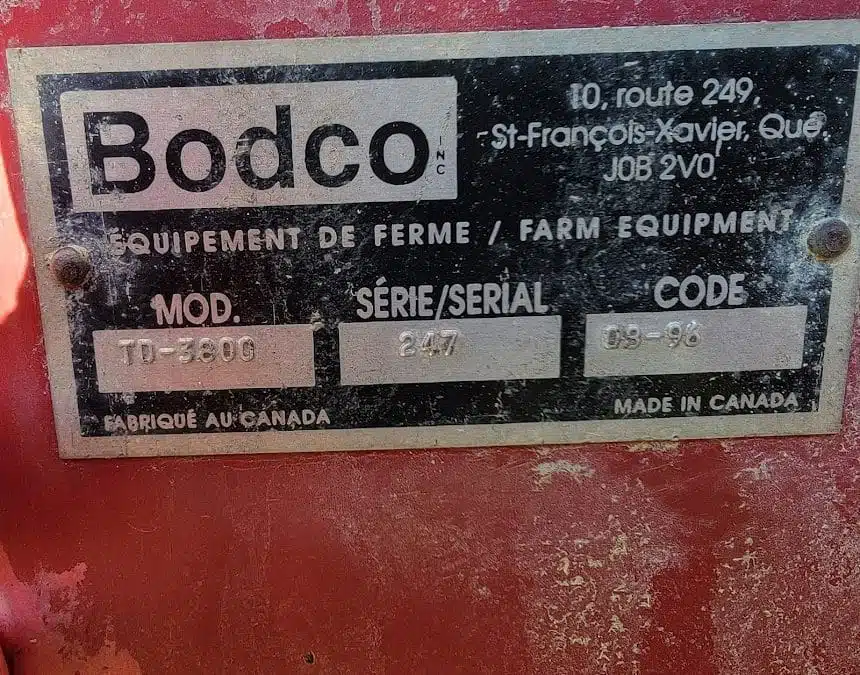 Bodco INC
10, route 249,
St-François-Xavier, Qué.
J0B 2V0
ÉQUIPEMENT DE FERME / FARM EQUIPMENT
MOD. SÉRIE/SERIAL CODE
TD-3800 247 08-96
FABRIQUÉ AU CANADA MADE IN CANADA